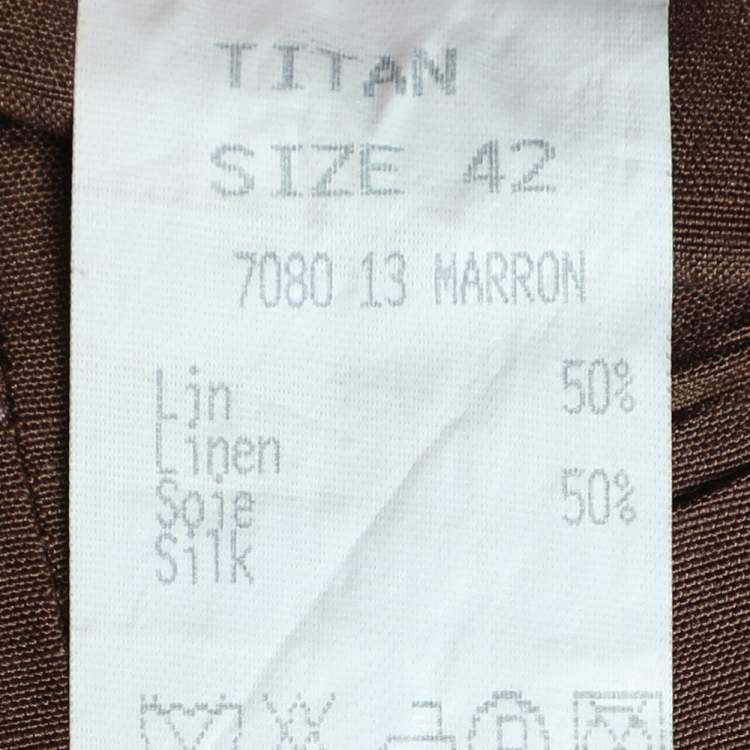 TITAN
SIZE 42
7080 13 MARRON
Lin 50%
Linen
Soie 50%
Silk